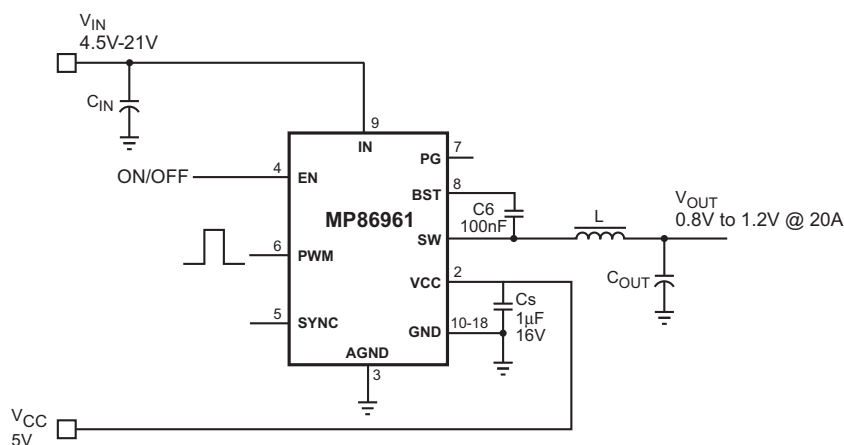 VIN
4.5V-21V
CIN
9
IN
7
PG
ON/OFF
4
EN
8
BST
MP86961
C6
100nF
SW
L
VOUT
0.8V to 1.2V @ 20A
6
PWM
2
VCC
COUT
Cs
1µF
16V
5
SYNC
10-18
GND
AGND
3
VCC
5V